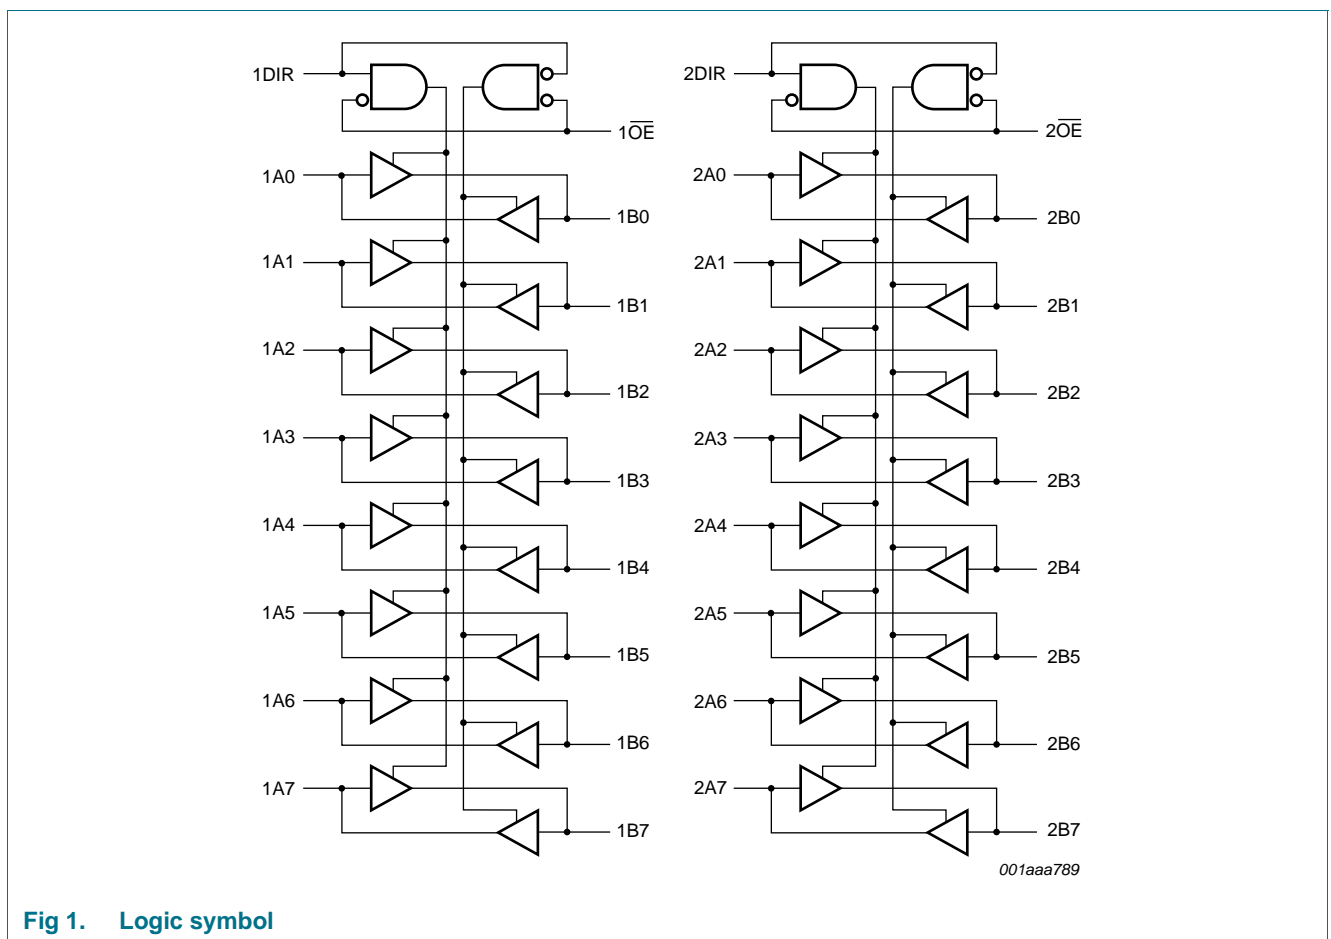 1DIR
1OE
1A0
1B0
1A1
1B1
1A2
1B2
1A3
1B3
1A4
1B4
1A5
1B5
1A6
1B6
1A7
1B7
2DIR
2OE
2A0
2B0
2A1
2B1
2A2
2B2
2A3
2B3
2A4
2B4
2A5
2B5
2A6
2B6
2A7
2B7
001aaa789
Fig 1. Logic symbol